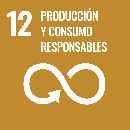 12 PRODUCCIÓN
Y CONSUMO
RESPONSABLES